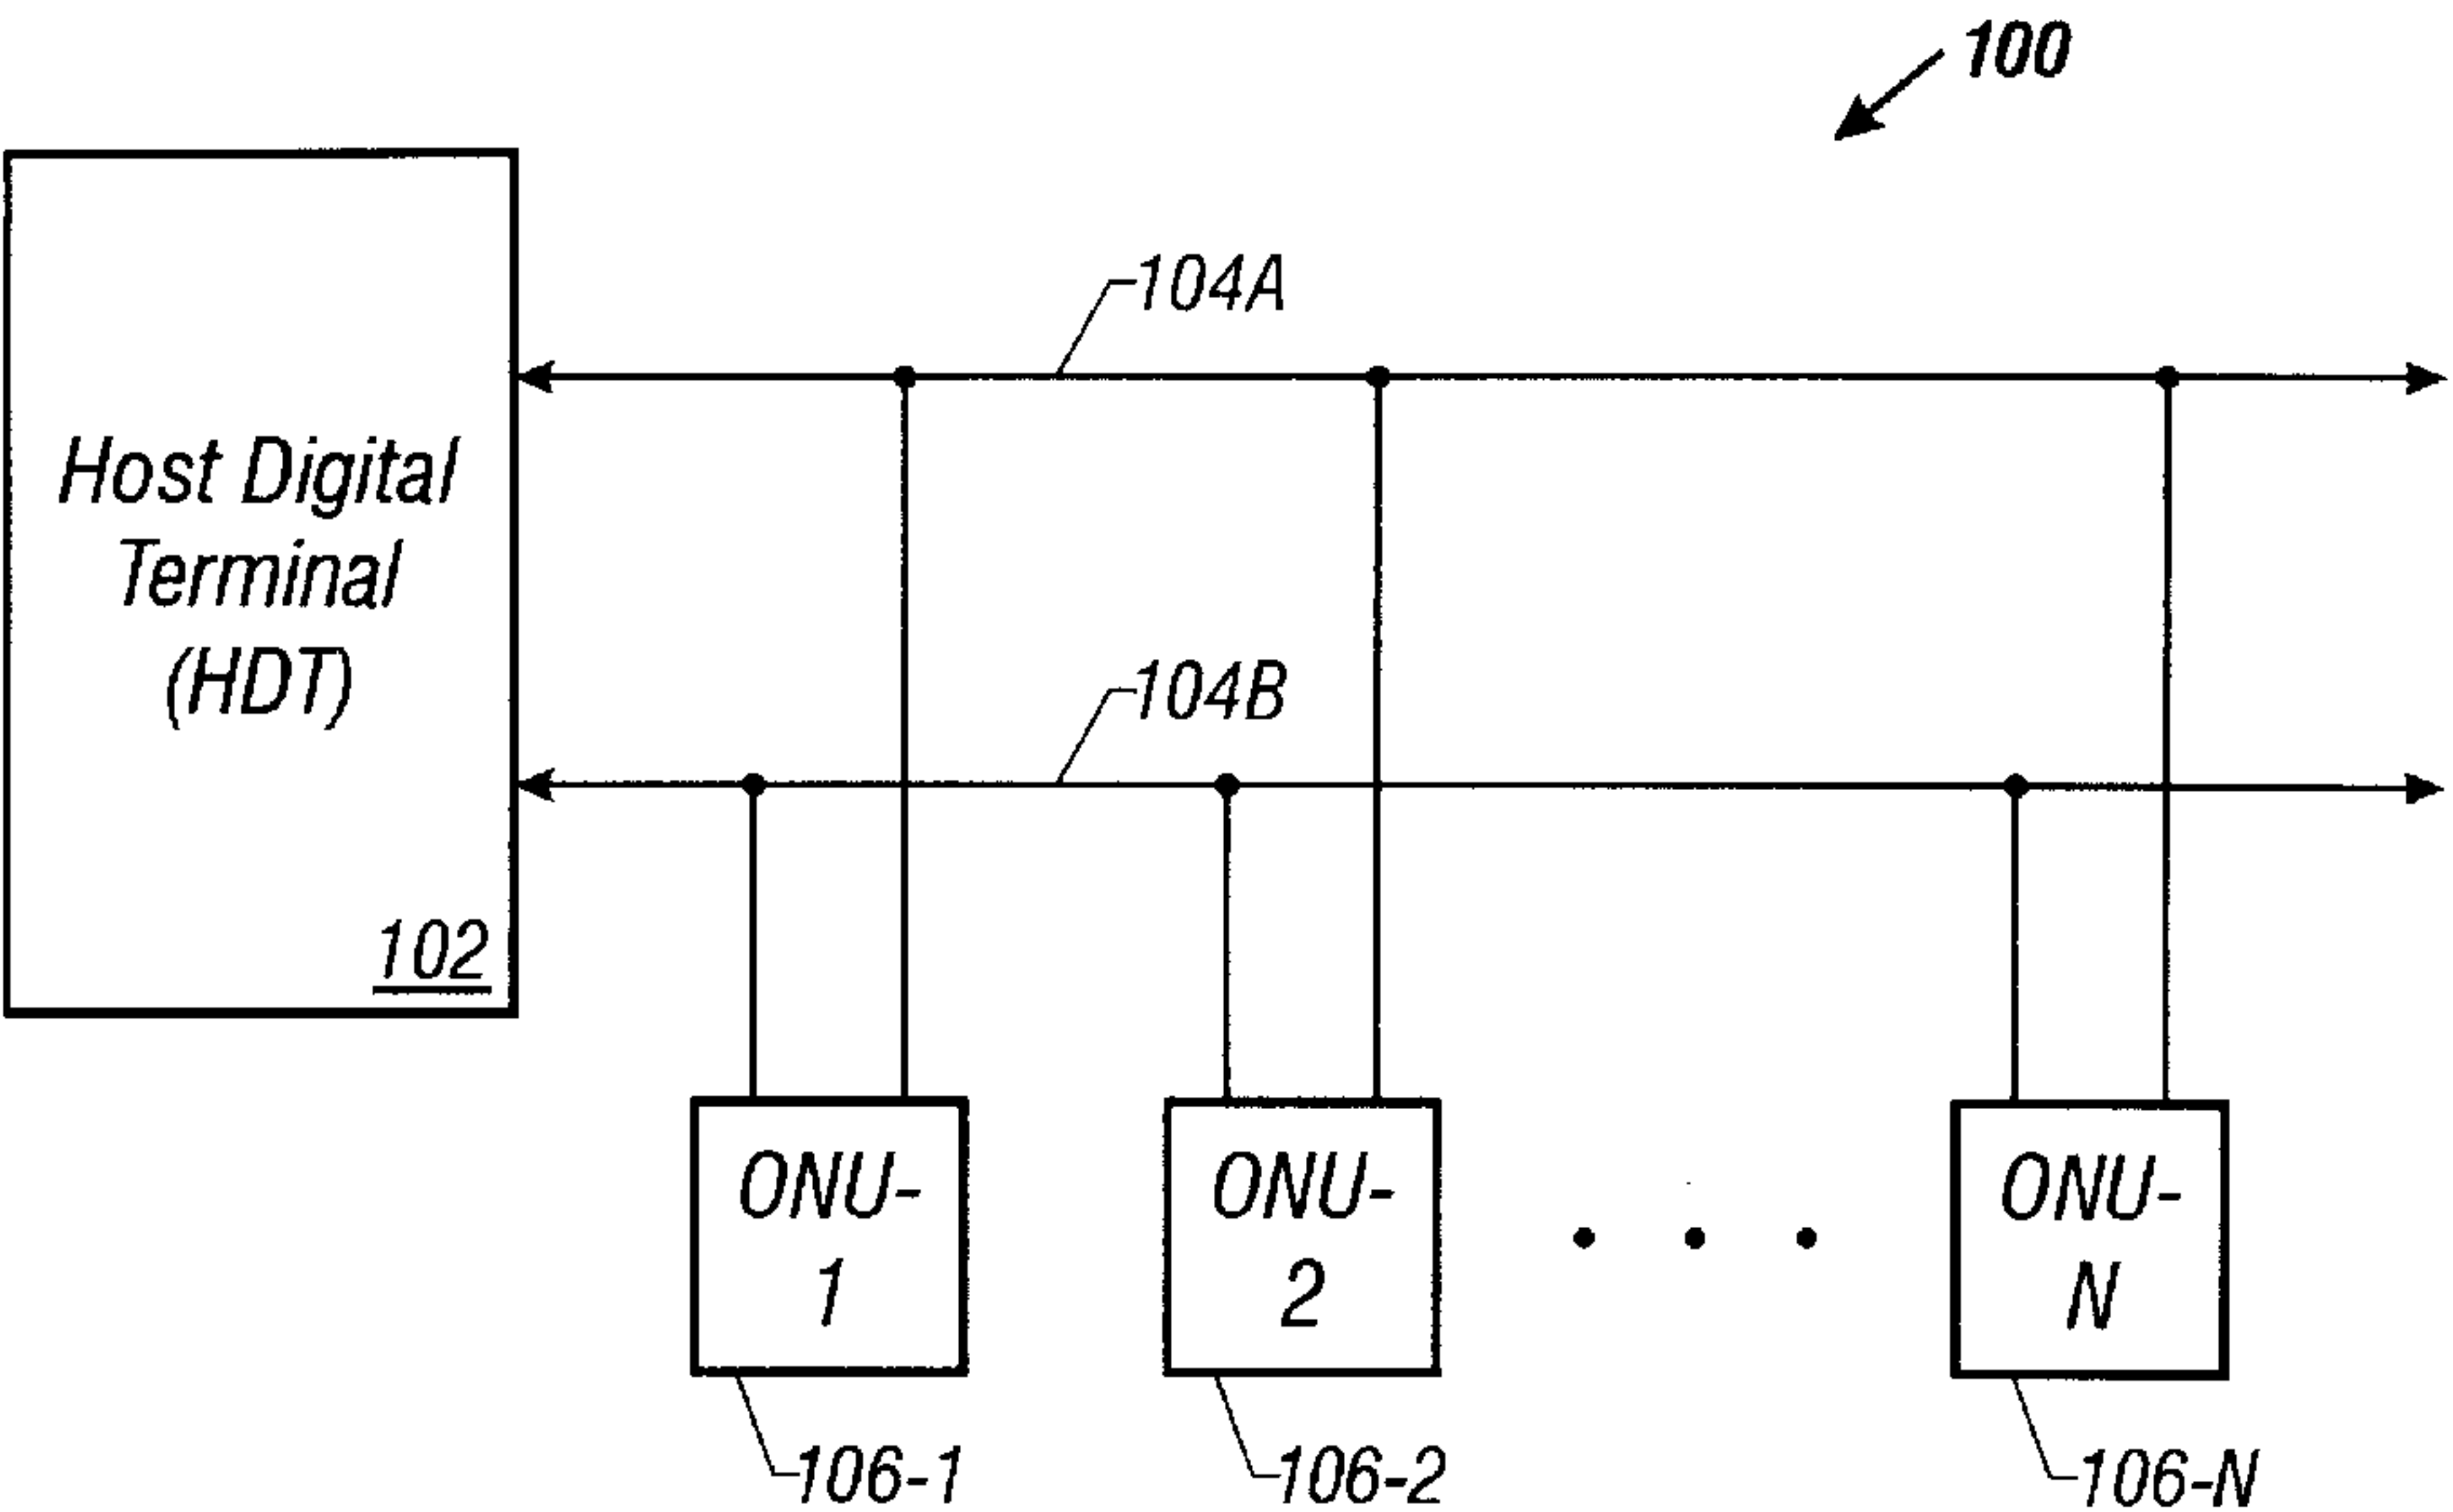 100
104A
Host Digital
Terminal
(HDT)
104B
102
ONU-
1
ONU-
2
ONU-
N
106-1
106-2
106-N